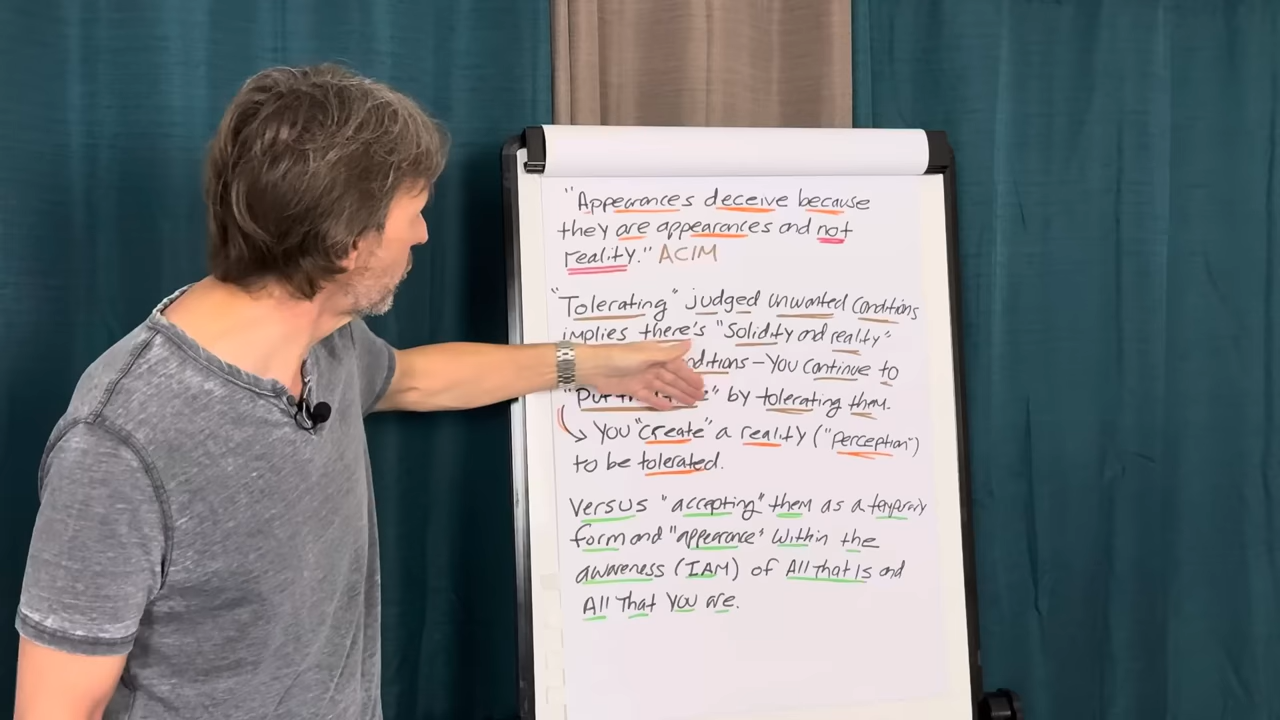 "Appearances deceive because
they are appearances and not
reality." ACIM
"Tolerating" judged unwanted conditions
implies there's "Solidity and reality"
nditions – You continue to
by tolerating them.
You "create" a reality ("perception")
to be tolerated.
Versus "accepting" them as a temporary
form and "appearance" within the
awareness (IAM) of All That Is and
All That You are.